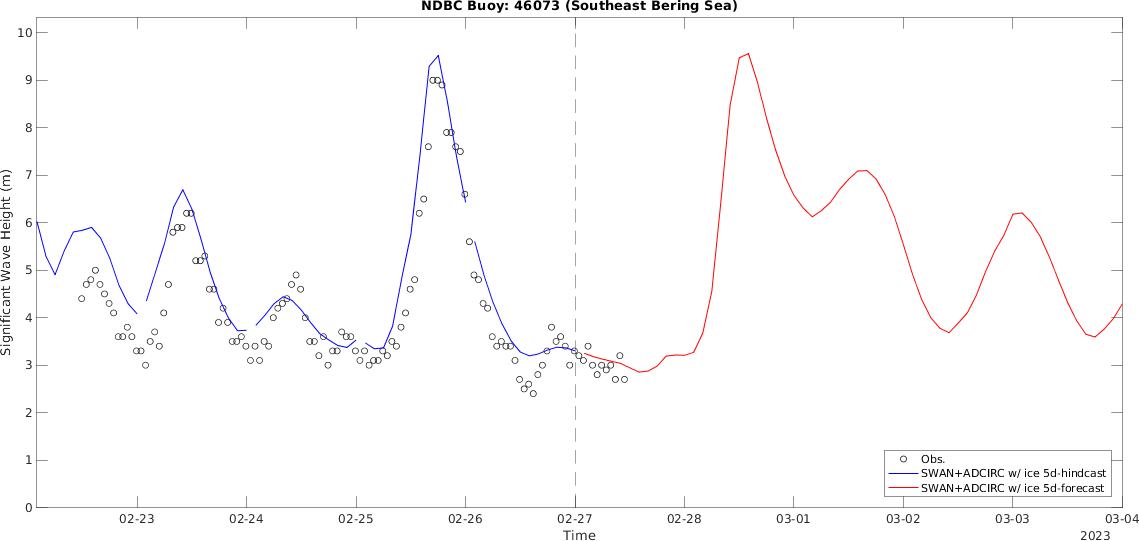 NDBC Buoy: 46073 (Southeast Bering Sea)
Significant Wave Height (m)
10
9
8
7
6
5
4
3
2
1
0
Obs.
SWAN+ADCIRC w/ ice 5d-hindcast
SWAN+ADCIRC w/ ice 5d-forecast
02-23 02-24 02-25 02-26 02-27 02-28 03-01 03-02 03-03 03-04
Time
2023